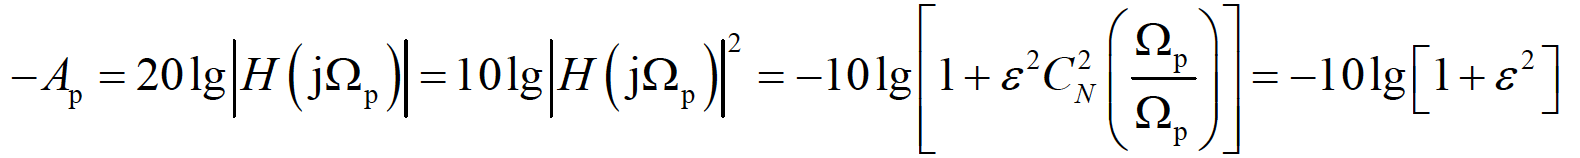 −A_p = 20lg|H(jΩ_p)| = 10lg|H(jΩ_p)|^2 = −10lg[1 + ε^2 C_N^2(Ω_p/Ω_p)] = −10lg[1 + ε^2]